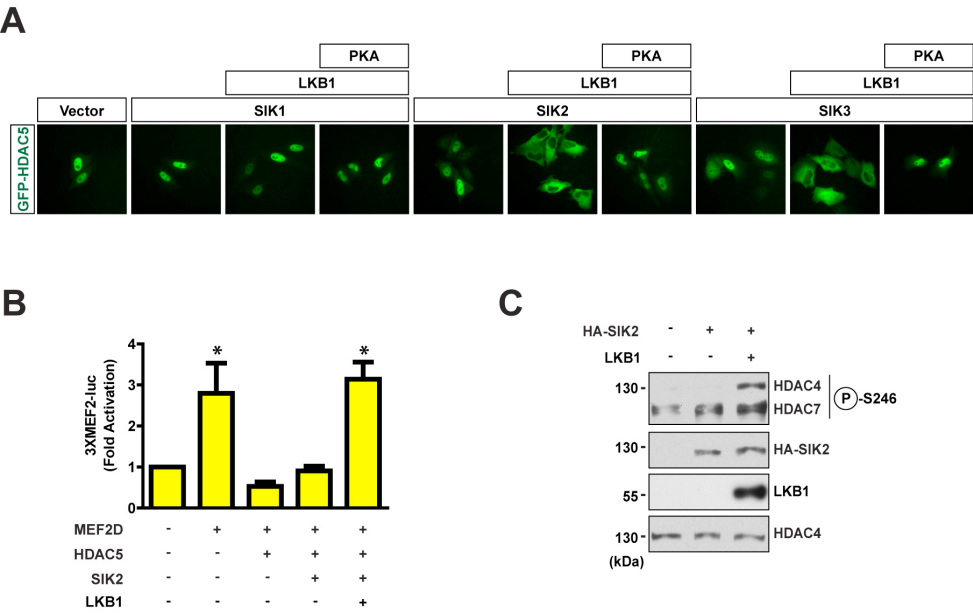 A
PKA PKA PKA
LKB1 LKB1 LKB1
Vector SIK1 SIK2 SIK3
GFP-HDAC5
B
3XMEF2-luc
(Fold Activation)
4
3
2
1
0
* *
MEF2D - + + + +
HDAC5 - - + + +
SIK2 - - - + +
LKB1 - - - - +
C
HA-SIK2 - + +
LKB1 - - +
130 - HDAC4
HDAC7
P -S246
130 - HA-SIK2
55 - LKB1
130 - HDAC4
(kDa)